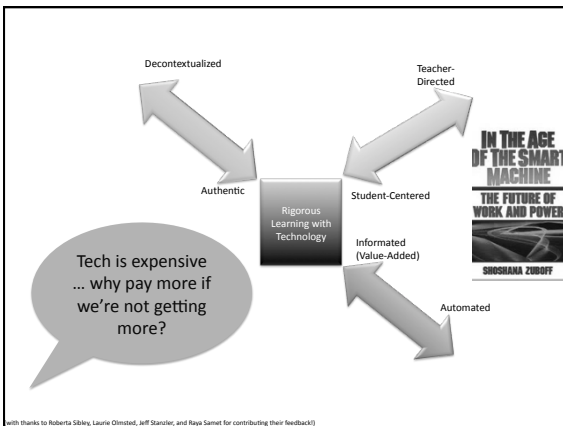 Decontextualized
Teacher-
Directed
IN THE AGE
OF THE SMART
MACHINE
THE FUTURE OF
WORK AND POWER
SHOSHANA ZUBOFF
Authentic
Student-Centered
Rigorous
Learning with
Technology
Informated
(Value-Added)
Automated
Tech is expensive
… why pay more if
we're not getting
more?
(with thanks to Roberta Sibley, Laurie Olmsted, Jeff Stanzler, and Raya Samet for contributing their feedback!)